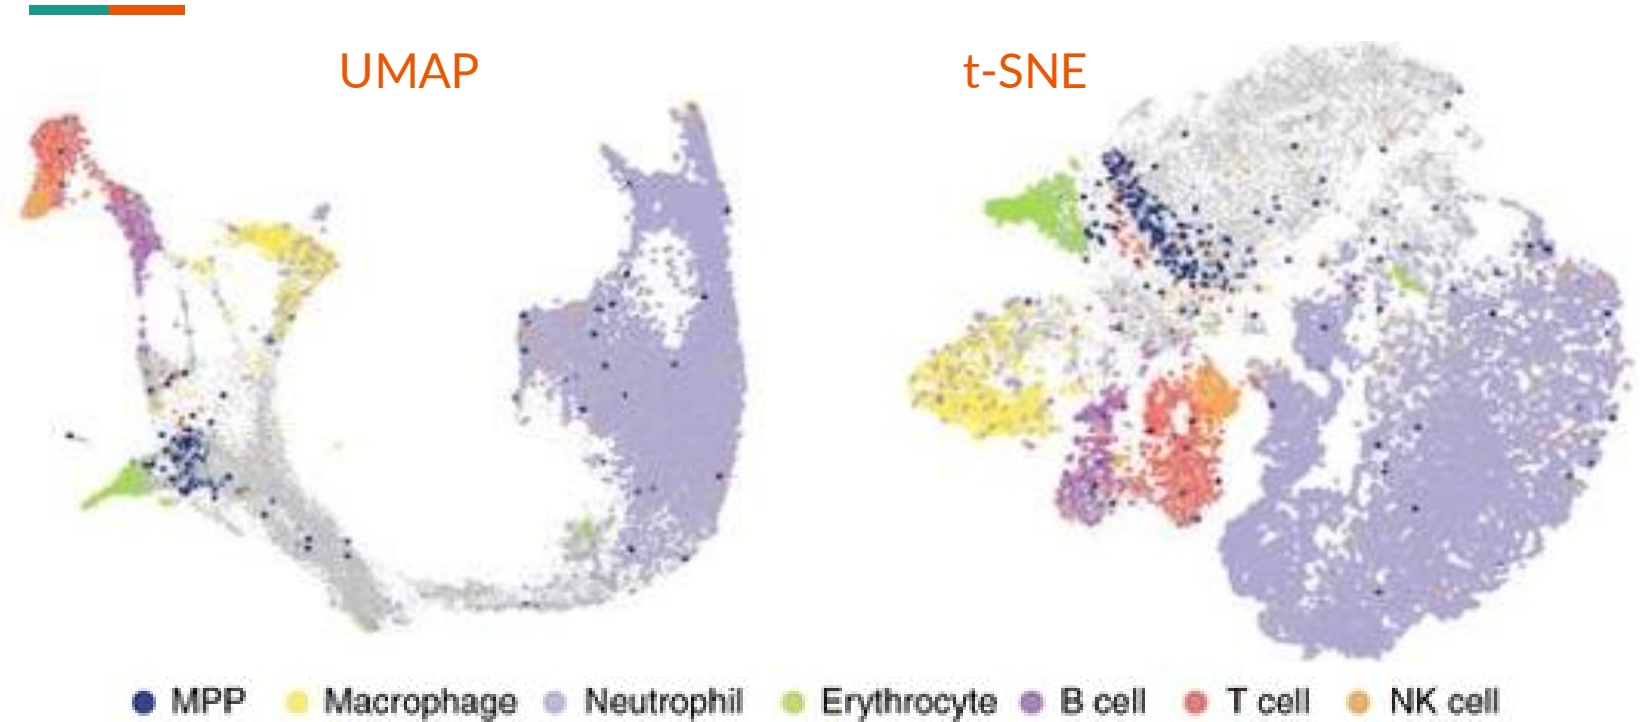 UMAP
t-SNE
MPP Macrophage Neutrophil Erythrocyte B cell T cell NK cell